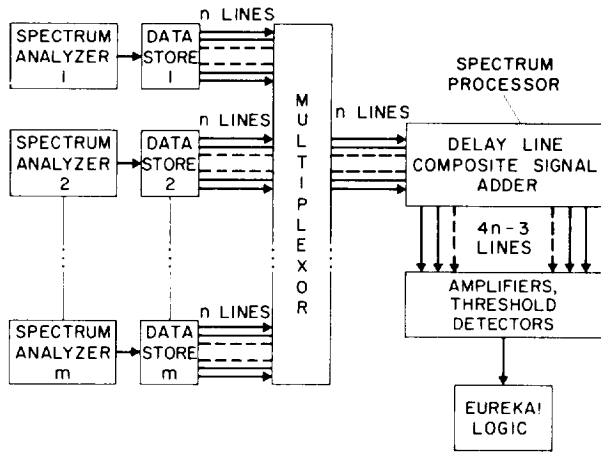 n LINES
SPECTRUM
ANALYZER
1
DATA
STORE
1
n LINES
SPECTRUM
ANALYZER
2
DATA
STORE
2
n LINES
SPECTRUM
ANALYZER
m
DATA
STORE
m
MULTIPLEXOR
n LINES
SPECTRUM
PROCESSOR
DELAY LINE
COMPOSITE SIGNAL
ADDER
4n-3
LINES
AMPLIFIERS,
THRESHOLD
DETECTORS
EUREKA!
LOGIC